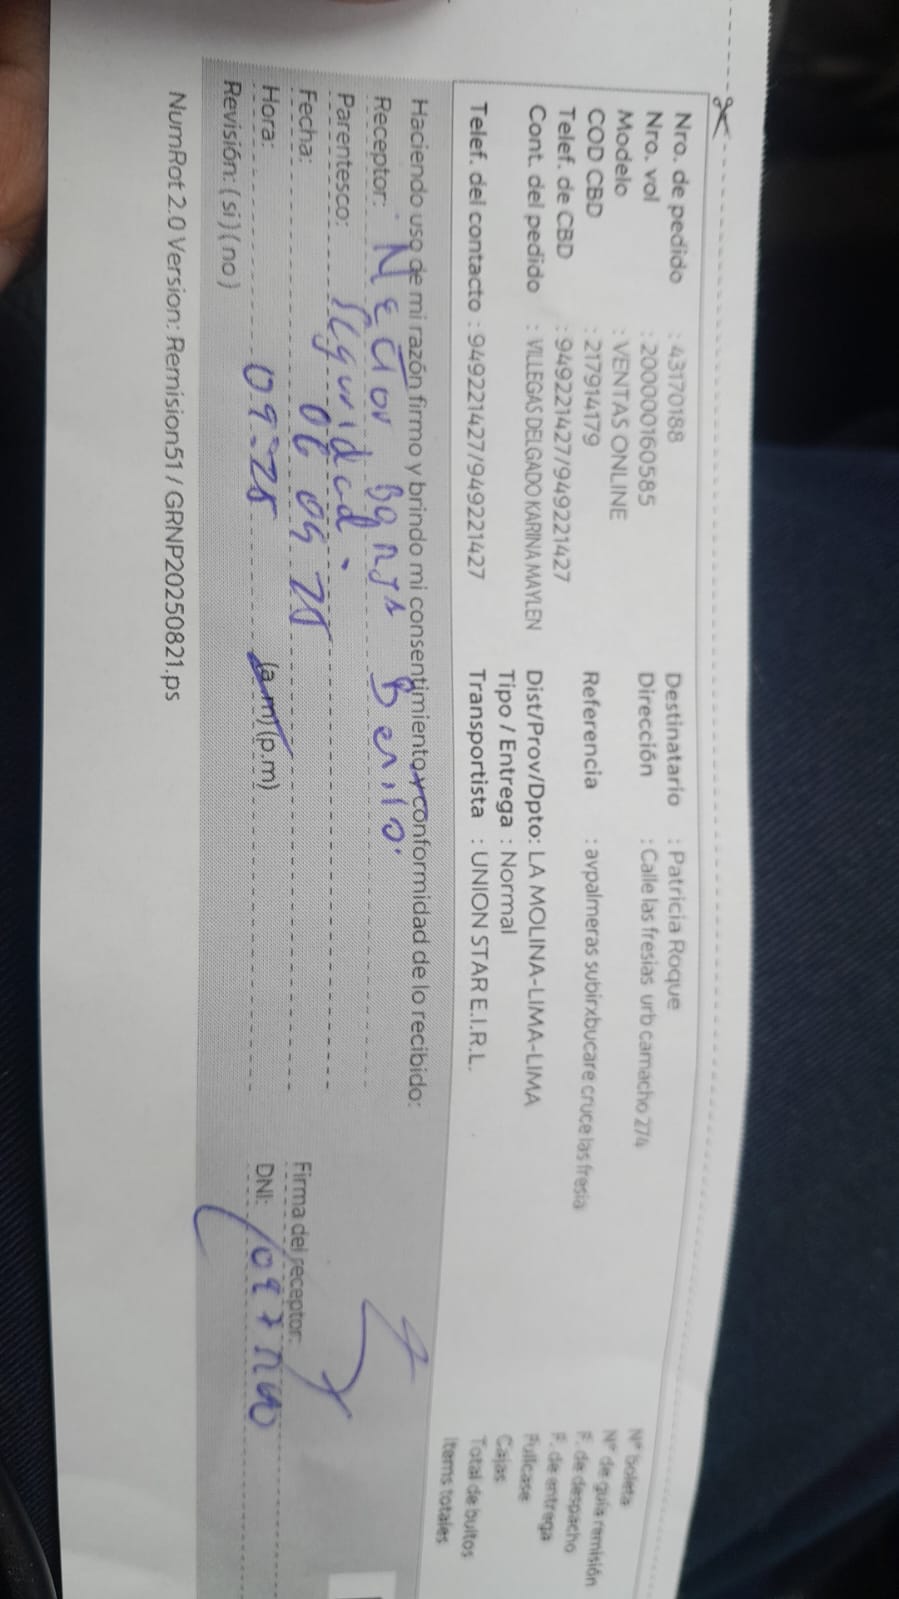 Nro. de pedido : 43170188
Nro. vol : 2000000160585
Modelo : VENTAS ONLINE
COD CBD : 217914179
Telef. de CBD : 949221427/949221427
Cont. del pedido : VILLEGAS DELGADO KARINA MAYLEN
Telef. del contacto : 949221427/949221427
Destinatario : Patricia Roque
Dirección : Calle las fresias urb camacho 274
Referencia : avpalmeras subirxbucare cruce las fresia
Dist/Prov/Dpto: LA MOLINA-LIMA-LIMA
Tipo / Entrega : Normal
Transportista : UNION STAR E.I.R.L.
N° boleta
N° de guía remisión
F. de despacho
F. de entrega
Fullcase
Cajas
Total de bultos
Items totales
Haciendo uso de mi razón firmo y brindo mi consentimiento y conformidad de lo recibido:
Receptor:
Parentesco: seguridad.
Fecha: 06 09 25
Hora: 09:25 (a.m)(p.m)
Revisión: (si) (no)
Firma del receptor:
DNI:
NumRot 2.0 Version: Remision51 / GRNP20250821.ps